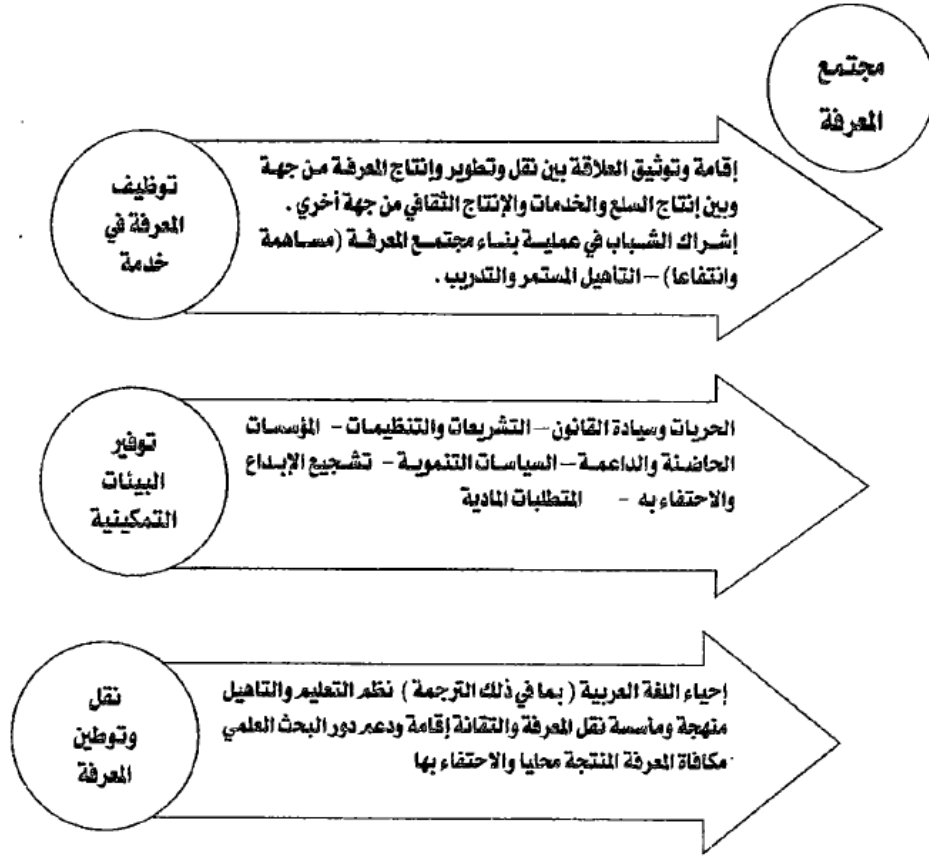 مجتمع
المعرفة
توظيف
المعرفة في
خدمة
إقامة وتوثيق العلاقة بين نقل وتطوير وإنتاج المعرفة من جهة
وبين إنتاج السلع والخدمات والإنتاج الثقافي من جهة أخري .
إشراك الشباب في عملية بناء مجتمع المعرفة (مساهمة
وانتفاعا) – التأهيل المستمر والتدريب .
توفير
البيئات
التمكينية
الحريات وسيادة القانون – التشريعات والتنظيمات - المؤسسات
الحاضنة والداعمة – السياسات التنموية - تشجيع الإبداع
والاحتفاء به - المتطلبات المادية
نقل
وتوطين
المعرفة
إحياء اللغة العربية ( بما في ذلك الترجمة ) نظم التعليم والتاهيل
منهجة ومأسسة نقل المعرفة والتقانة إقامة ودعم دور البحث العلمي
مكافاة المعرفة المنتجة محليا والاحتفاء بها